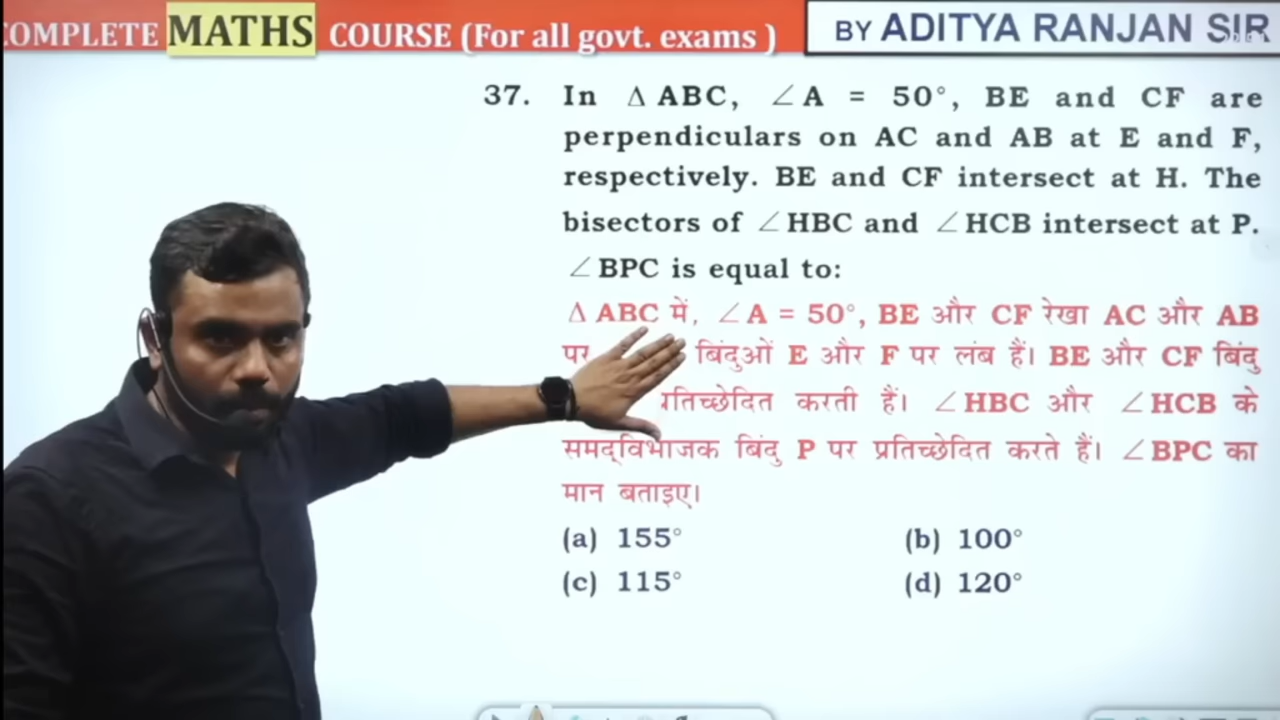 COMPLETE MATHS COURSE (For all govt. exams )
BY ADITYA RANJAN SIR
37. In Δ ABC, ∠A = 50°, BE and CF are
perpendiculars on AC and AB at E and F,
respectively. BE and CF intersect at H. The
bisectors of ∠HBC and ∠HCB intersect at P.
∠BPC is equal to:
Δ ABC में, ∠A = 50°, BE और CF रेखा AC और AB
पर बिंदुओं E और F पर लंब हैं। BE और CF बिंदु
करती हैं। ∠HBC और ∠HCB के
समद्विभाजक बिंदु P पर प्रतिच्छेदित करते हैं। ∠BPC का
मान बताइए।
(a) 155° (b) 100°
(c) 115° (d) 120°